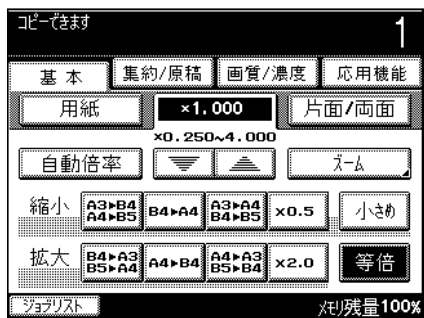 コピーできます
1
基本 集約/原稿 画質/濃度 応用機能
用紙 ×1.000 片面/両面
×0.250~4.000
自動倍率 ズーム
縮小 A3▶B4 A4▶B5 B4▶A4 A3▶A4 B4▶B5 ×0.5 小さめ
拡大 B4▶A3 B5▶A4 A4▶B4 A4▶A3 B5▶B4 ×2.0 等倍
ジョブリスト ﾒﾓﾘ残量100%